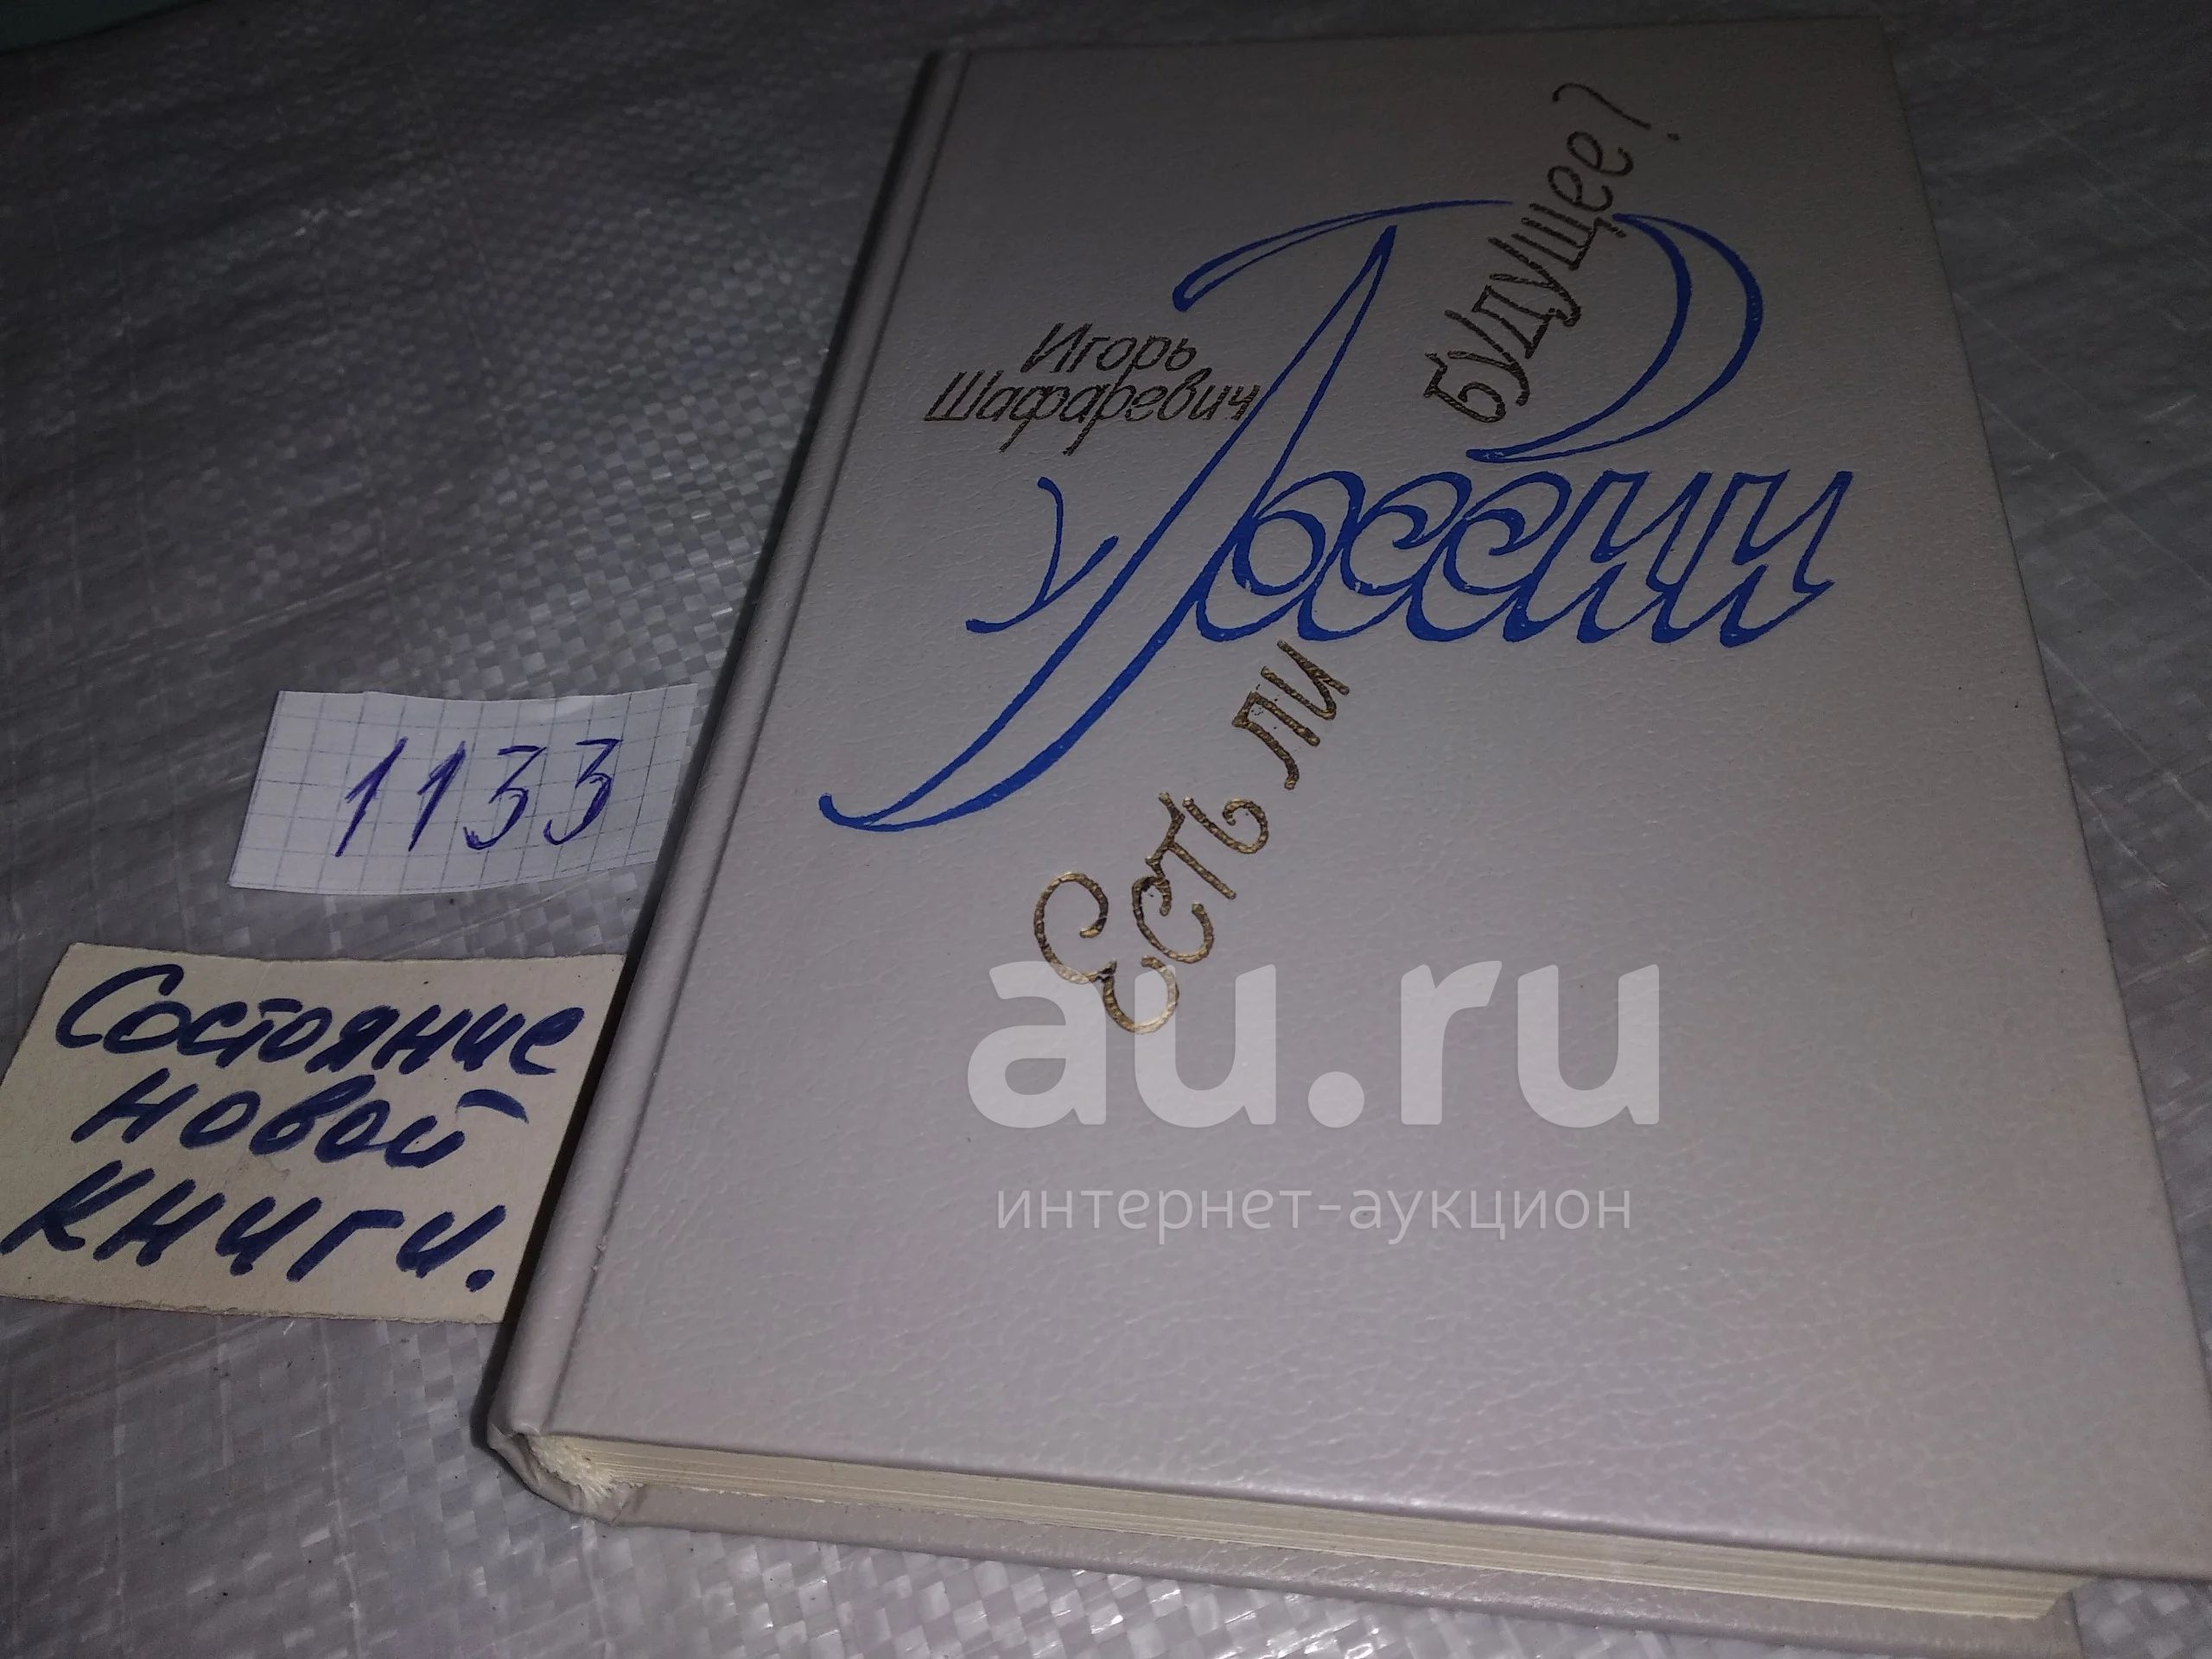 Игорь
Шафаревич
Есть ли
у России
будущее?
1133
Состояние
новой
книги.
au.ru
интернет-аукцион